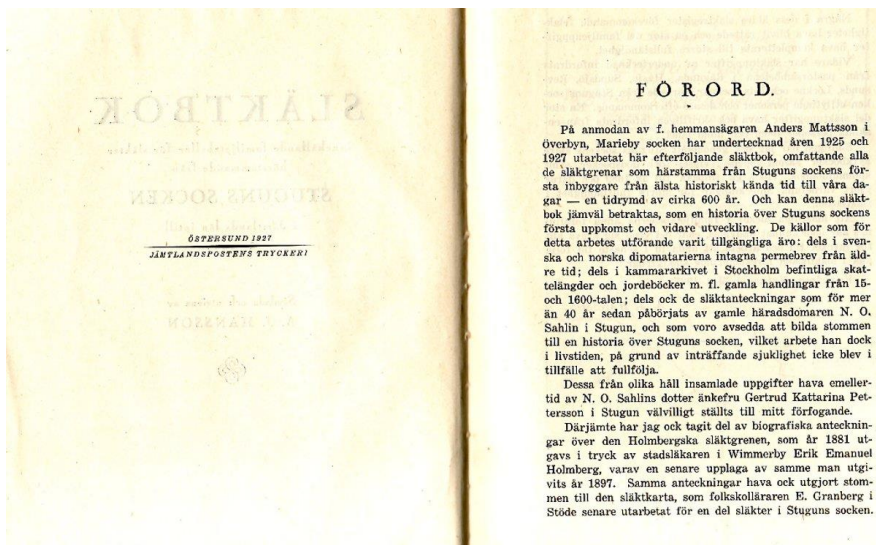 ÖSTERSUND 1927
JÄMTLANDSPOSTENS TRYCKERI
FÖRORD.
På anmodan av f. hemmansägaren Anders Mattsson i
Överbyn, Marieby socken har undertecknad åren 1925 och
1927 utarbetat här efterföljande släktbok, omfattande alla
de släktgrenar som härstamma från Stuguns sockens för-
sta inbyggare från älsta historiskt kända tid till våra da-
gar — en tidrymd av cirka 600 år. Och kan denna släkt-
bok jämväl betraktas, som en historia över Stuguns sockens
första uppkomst och vidare utveckling. De källor som för
detta arbetes utförande varit tillgängliga äro: dels i sven-
ska och norska dipomatarierna intagna permebrev från äld-
re tid; dels i kammararkivet i Stockholm befintliga skat-
telängder och jordeböcker m. fl. gamla handlingar från 15-
och 1600-talen; dels ock de släktanteckningar som för mer
än 40 år sedan påbörjats av gamle häradsdomaren N. O.
Sahlin i Stugun, och som voro avsedda att bilda stommen
till en historia över Stuguns socken, vilket arbete han dock
i livstiden, på grund av inträffande sjuklighet icke blev i
tillfälle att fullfölja.
Dessa från olika håll insamlade uppgifter hava emeller-
tid av N. O. Sahlins dotter änkefru Gertrud Kattarina Pet-
tersson i Stugun välvilligt ställts till mitt förfogande.
Därjämte har jag ock tagit del av biografiska antecknin-
gar över den Holmbergska släktgrenen, som år 1881 ut-
gavs i tryck av stadsläkaren i Wimmerby Erik Emanuel
Holmberg, varav en senare upplaga av samme man utgi-
vits år 1897. Samma anteckningar hava ock utgjort stom-
men till den släktkarta, som folkskolläraren E. Granberg i
Stöde senare utarbetat för en del släkter i Stuguns socken.
SLÄKTBOK
STUGUNS SOCKEN